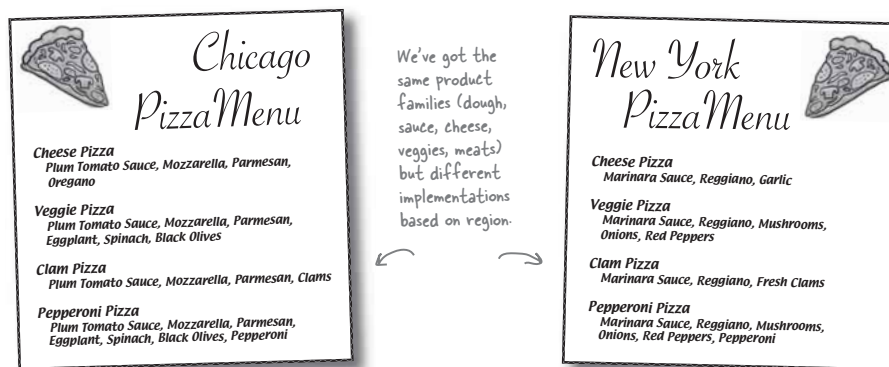 Chicago
Pizza Menu
Cheese Pizza
Plum Tomato Sauce, Mozzarella, Parmesan,
Oregano
Veggie Pizza
Plum Tomato Sauce, Mozzarella, Parmesan,
Eggplant, Spinach, Black Olives
Clam Pizza
Plum Tomato Sauce, Mozzarella, Parmesan, Clams
Pepperoni Pizza
Plum Tomato Sauce, Mozzarella, Parmesan,
Eggplant, Spinach, Black Olives, Pepperoni
We've got the
same product
families (dough,
sauce, cheese,
veggies, meats)
but different
implementations
based on region.
New York
Pizza Menu
Cheese Pizza
Marinara Sauce, Reggiano, Garlic
Veggie Pizza
Marinara Sauce, Reggiano, Mushrooms,
Onions, Red Peppers
Clam Pizza
Marinara Sauce, Reggiano, Fresh Clams
Pepperoni Pizza
Marinara Sauce, Reggiano, Mushrooms,
Onions, Red Peppers, Pepperoni